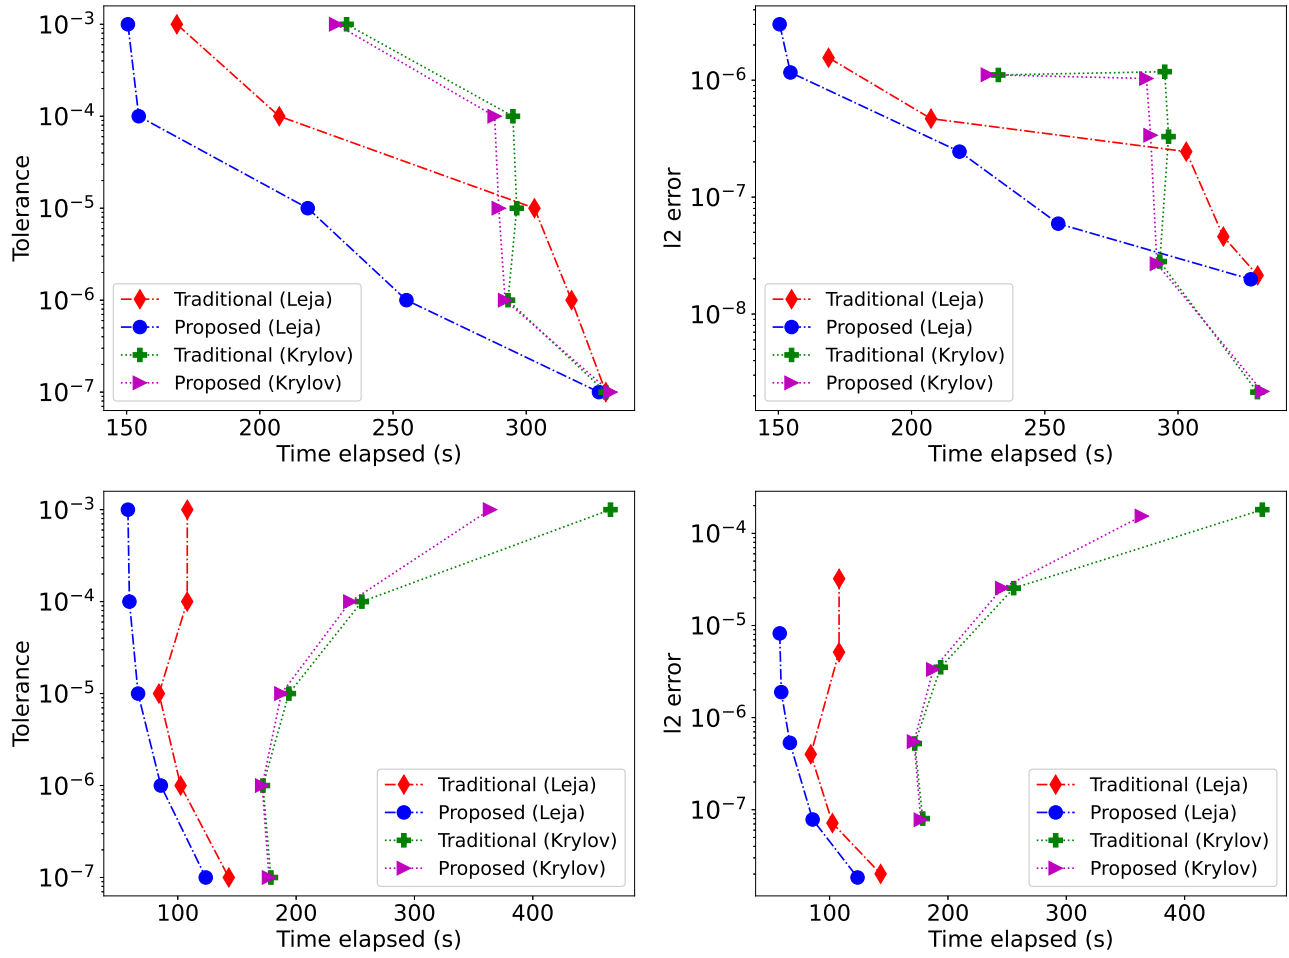 10⁻³
10⁻⁴
10⁻⁵
10⁻⁶
10⁻⁷
Tolerance
Traditional (Leja)
Proposed (Leja)
Traditional (Krylov)
Proposed (Krylov)
150 200 250 300
Time elapsed (s)
10⁻⁶
10⁻⁷
10⁻⁸
l2 error
Traditional (Leja)
Proposed (Leja)
Traditional (Krylov)
Proposed (Krylov)
150 200 250 300
Time elapsed (s)
10⁻³
10⁻⁴
10⁻⁵
10⁻⁶
10⁻⁷
Tolerance
Traditional (Leja)
Proposed (Leja)
Traditional (Krylov)
Proposed (Krylov)
100 200 300 400
Time elapsed (s)
10⁻⁴
10⁻⁵
10⁻⁶
10⁻⁷
l2 error
Traditional (Leja)
Proposed (Leja)
Traditional (Krylov)
Proposed (Krylov)
100 200 300 400
Time elapsed (s)